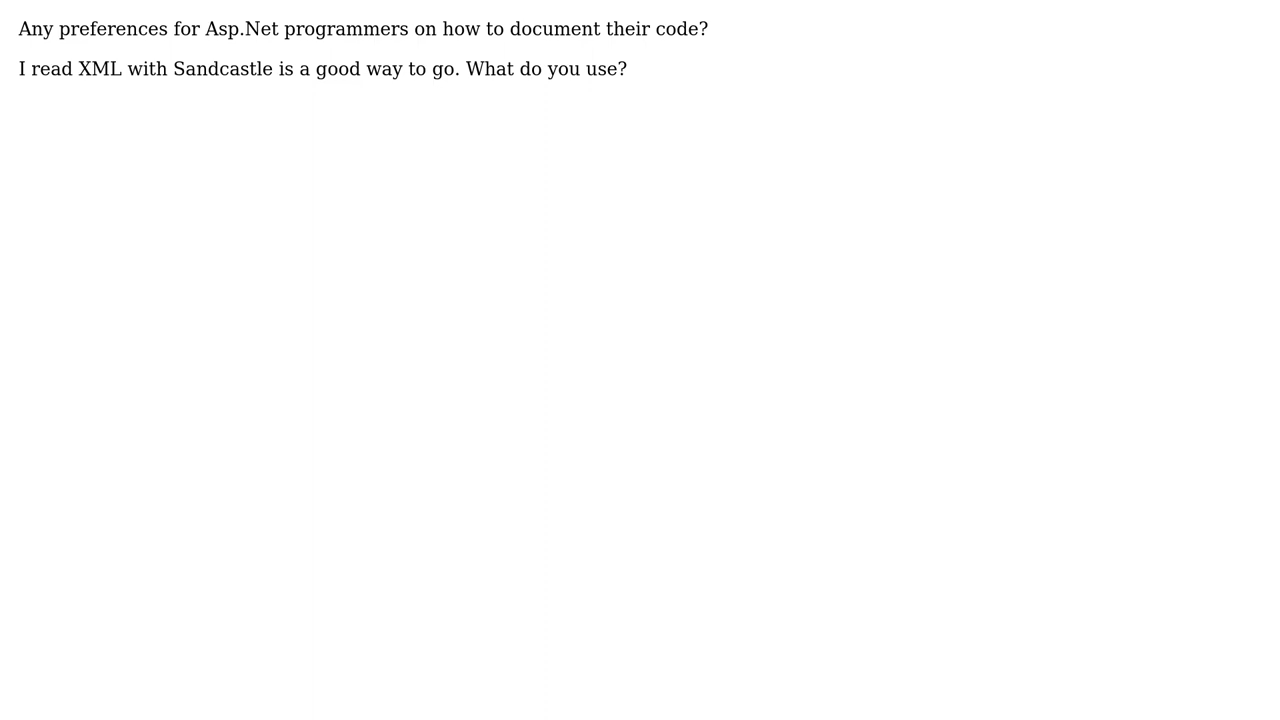 Any preferences for Asp.Net programmers on how to document their code?
I read XML with Sandcastle is a good way to go. What do you use?